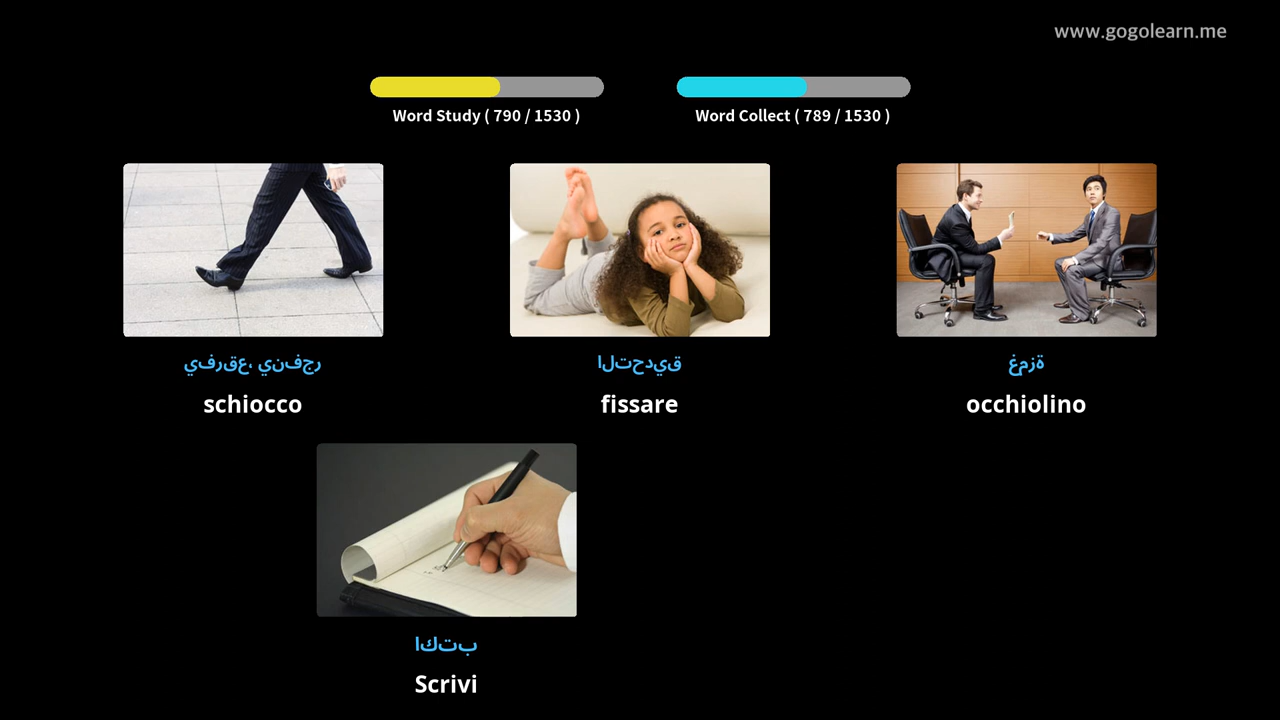 www.gogolearn.me
Word Study ( 790 / 1530 )
Word Collect ( 789 / 1530 )
يفرقع، ينفجر
schiocco
التحديق
fissare
غمزة
occhiolino
اكتب
Scrivi